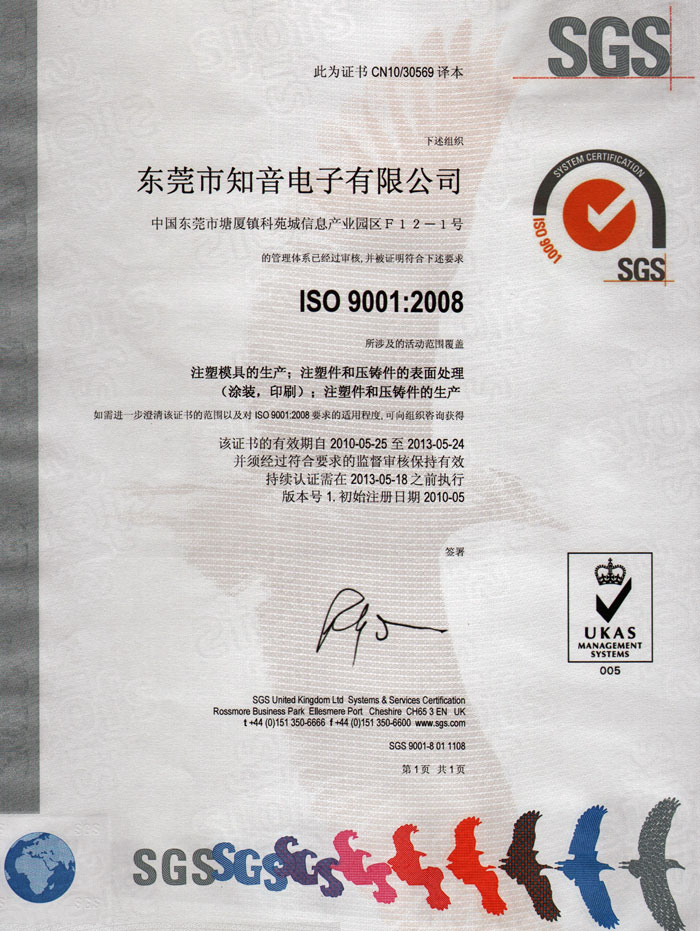 SGS
此为证书 CN10/30569 译本
下述组织
东莞市知音电子有限公司
中国东莞市塘厦镇科苑城信息产业园区Ｆ１２－１号
的管理体系已经过审核,并被证明符合下述要求
SYSTEM CERTIFICATION
ISO 9001
SGS
ISO 9001:2008
所涉及的活动范围覆盖
注塑模具的生产；注塑件和压铸件的表面处理
（涂装，印刷）；注塑件和压铸件的生产
如需进一步澄清该证书的范围以及对 ISO 9001:2008 要求的适用程度,可向组织咨询获得
该证书的有效期自 2010-05-25 至 2013-05-24
并须经过符合要求的监督审核保持有效
持续认证需在 2013-05-18 之前执行
版本号 1. 初始注册日期 2010-05
签署
UKAS
MANAGEMENT
SYSTEMS
005
SGS United Kingdom Ltd Systems & Services Certification
Rossmore Business Park Ellesmere Port Cheshire CH65 3 EN UK
t +44 (0)151 350-6666 f +44 (0)151 350-6600 www.sgs.com
SGS 9001-8 01 1108
第1页 共1页
SGS SGS SGS SGS